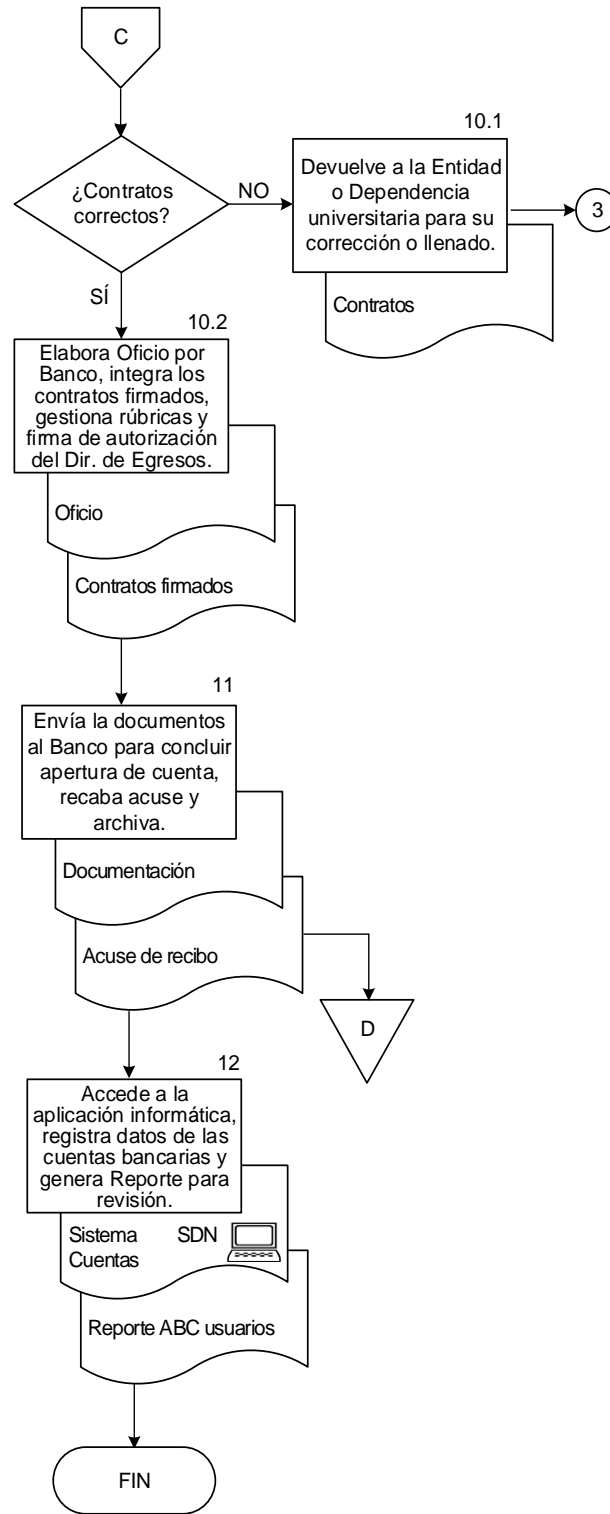 C
¿Contratos
correctos?
NO
SÍ
10.1
Devuelve a la Entidad
o Dependencia
universitaria para su
corrección o llenado.
3
Contratos
10.2
Elabora Oficio por
Banco, integra los
contratos firmados,
gestiona rúbricas y
firma de autorización
del Dir. de Egresos.
Oficio
Contratos firmados
11
Envía la documentos
al Banco para concluir
apertura de cuenta,
recaba acuse y
archiva.
Documentación
Acuse de recibo
D
12
Accede a la
aplicación informática,
registra datos de las
cuentas bancarias y
genera Reporte para
revisión.
Sistema SDN
Cuentas
Reporte ABC usuarios
FIN